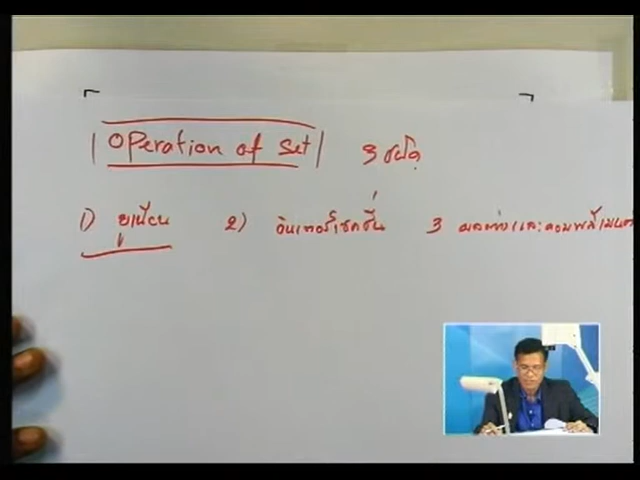 Operation of Set 3 ชนิด
1) ยูเนียน 2) อินเตอร์เซคชั่น 3 ผลต่างและคอมพลีเมนต